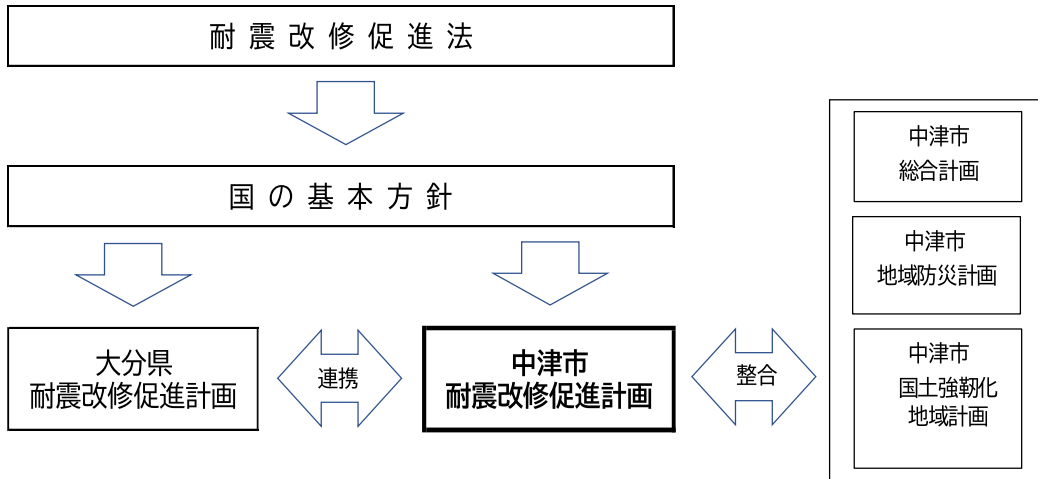 耐震改修促進法
国の基本方針
大分県
耐震改修促進計画
連携
中津市
耐震改修促進計画
整合
中津市
総合計画
中津市
地域防災計画
中津市
国土強靭化
地域計画